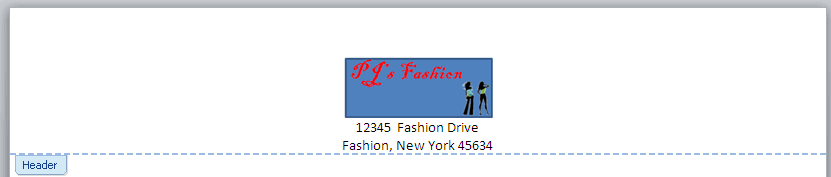 PJ's Fashion
12345 Fashion Drive
Fashion, New York 45634
Header